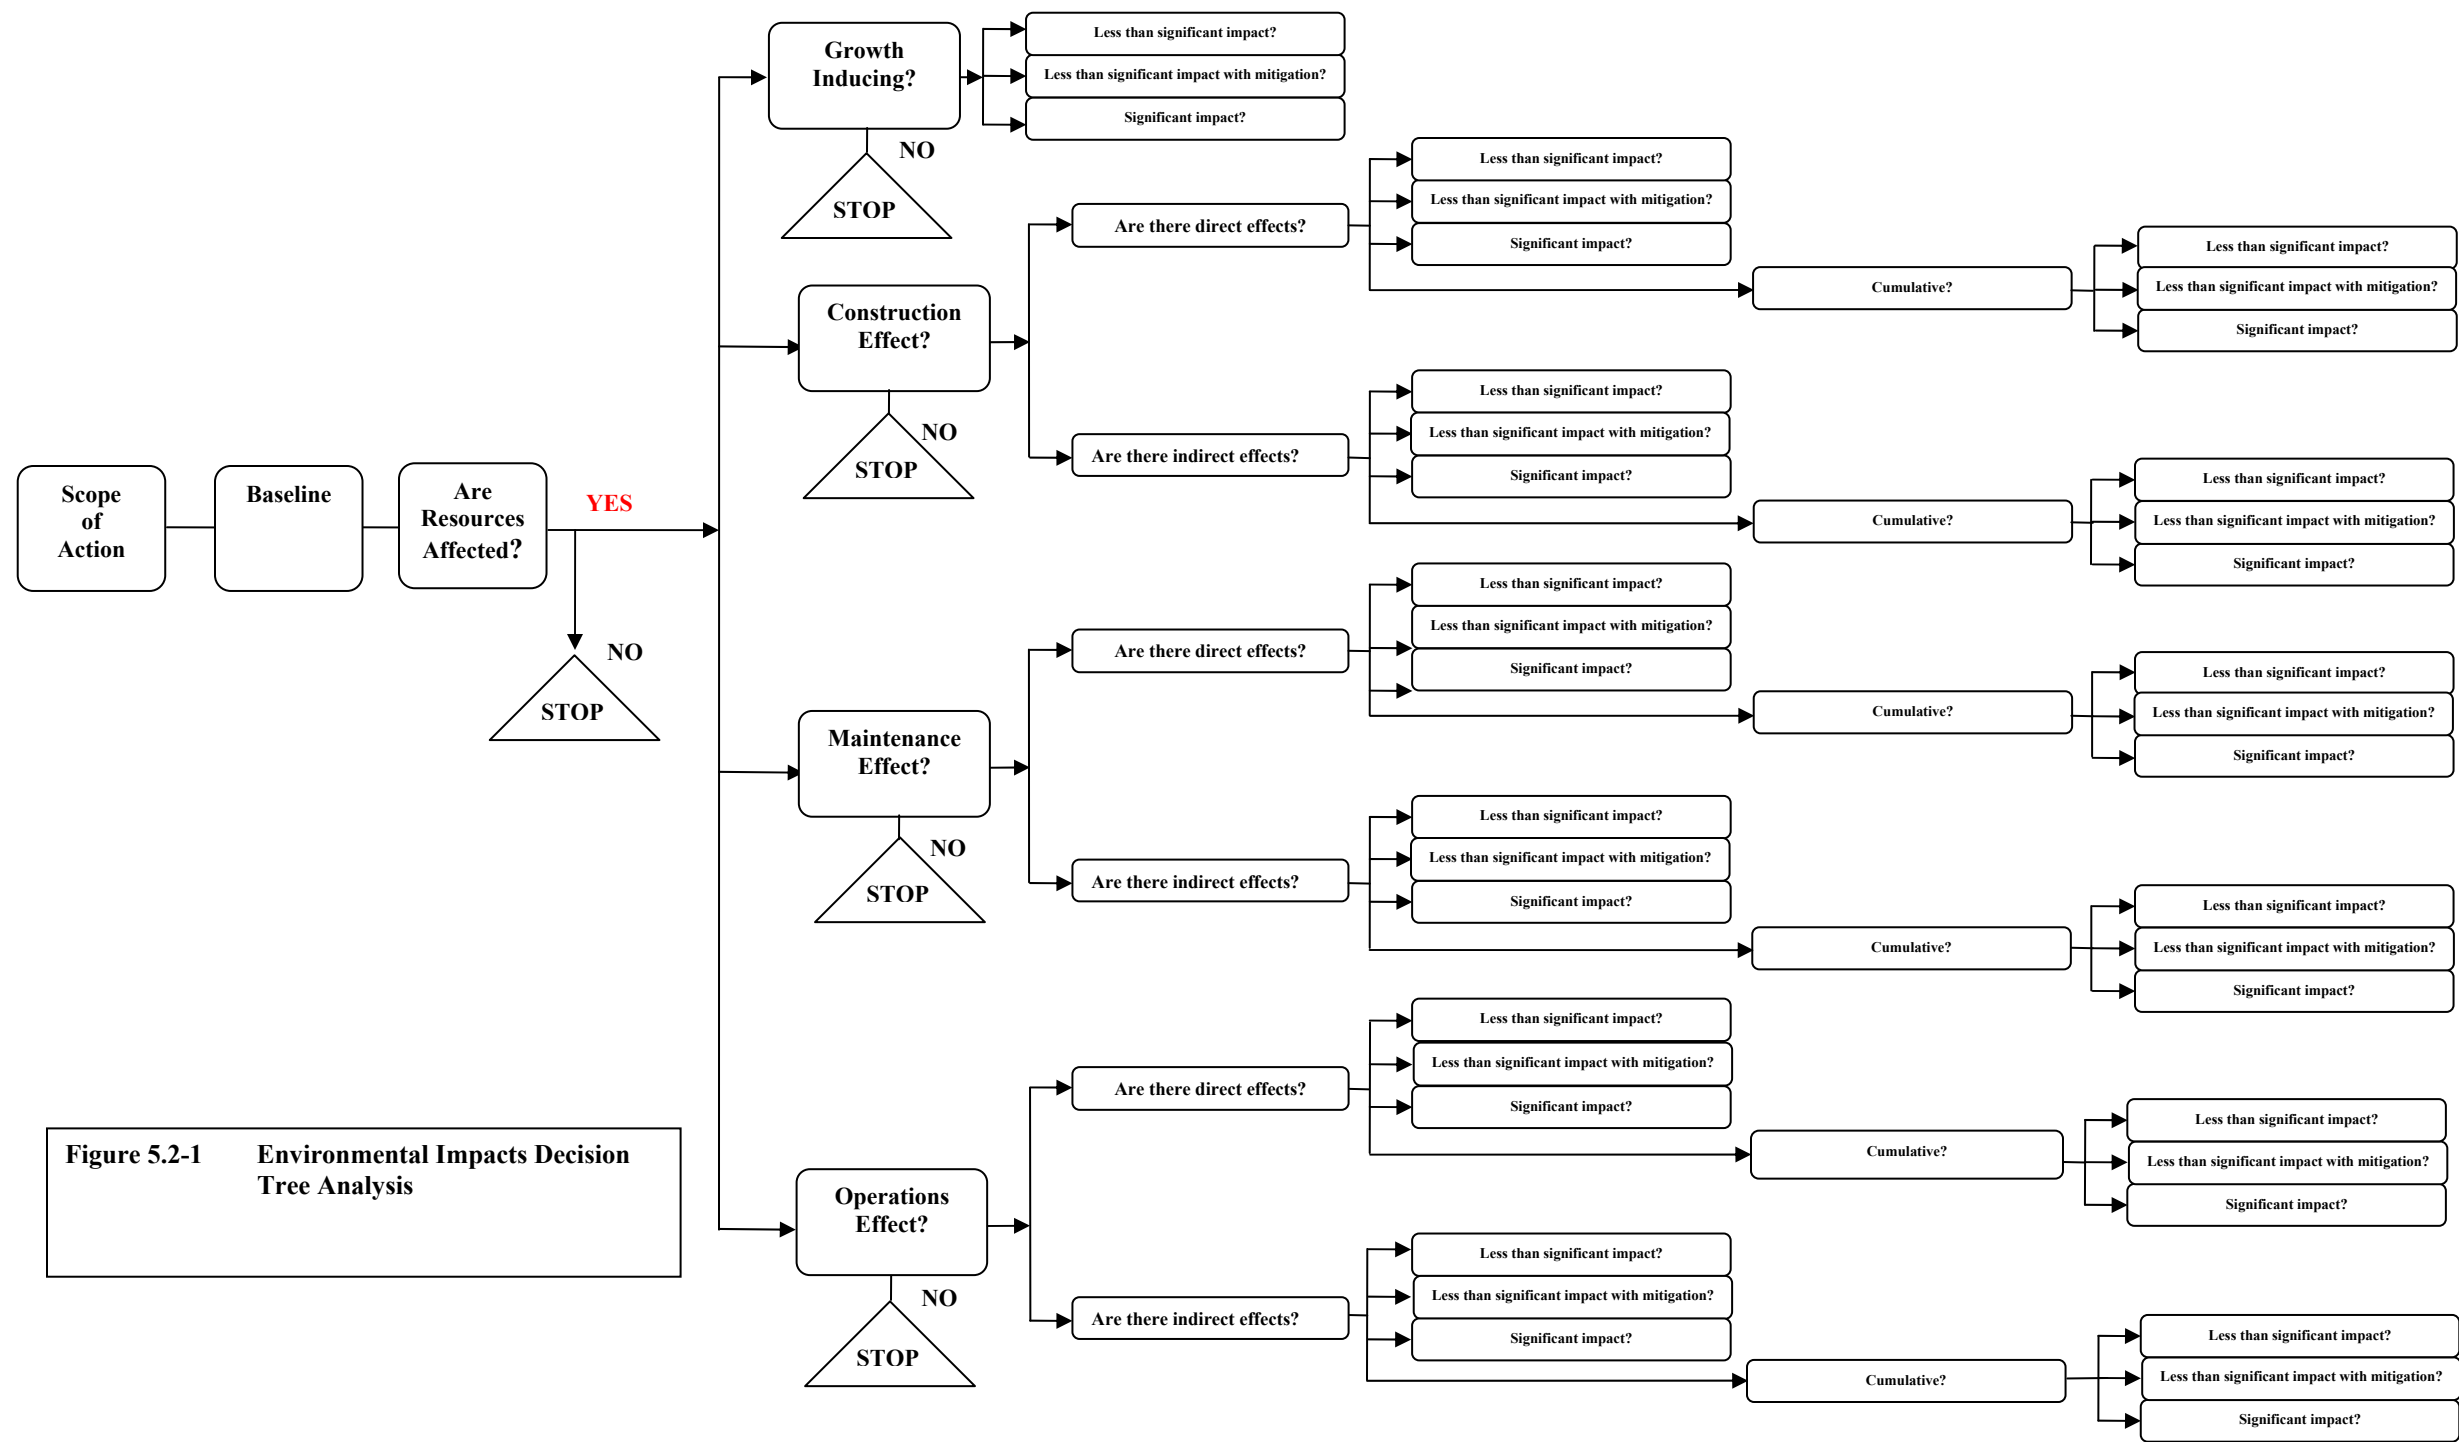 Growth
Inducing?
Less than significant impact?
Less than significant impact with mitigation?
Significant impact?
NO
STOP
Construction
Effect?
NO
STOP
Are there direct effects?
Less than significant impact?
Less than significant impact with mitigation?
Significant impact?
Cumulative?
Less than significant impact?
Less than significant impact with mitigation?
Significant impact?
Are there indirect effects?
Less than significant impact?
Less than significant impact with mitigation?
Significant impact?
Cumulative?
Less than significant impact?
Less than significant impact with mitigation?
Significant impact?
Scope
of
Action
Baseline
Are
Resources
Affected?
YES
NO
STOP
Maintenance
Effect?
NO
STOP
Are there direct effects?
Less than significant impact?
Less than significant impact with mitigation?
Significant impact?
Cumulative?
Less than significant impact?
Less than significant impact with mitigation?
Significant impact?
Are there indirect effects?
Less than significant impact?
Less than significant impact with mitigation?
Significant impact?
Cumulative?
Less than significant impact?
Less than significant impact with mitigation?
Significant impact?
Operations
Effect?
NO
STOP
Are there direct effects?
Less than significant impact?
Less than significant impact with mitigation?
Significant impact?
Cumulative?
Less than significant impact?
Less than significant impact with mitigation?
Significant impact?
Are there indirect effects?
Less than significant impact?
Less than significant impact with mitigation?
Significant impact?
Cumulative?
Less than significant impact?
Less than significant impact with mitigation?
Significant impact?
Figure 5.2-1 Environmental Impacts Decision
Tree Analysis